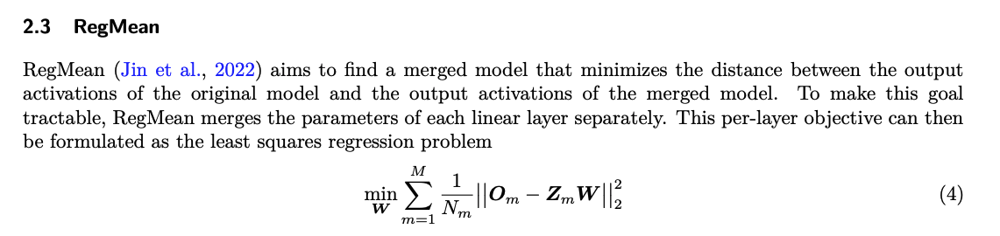 2.3 RegMean
RegMean (Jin et al., 2022) aims to find a merged model that minimizes the distance between the output
activations of the original model and the output activations of the merged model. To make this goal
tractable, RegMean merges the parameters of each linear layer separately. This per-layer objective can then
be formulated as the least squares regression problem
$\min_{\boldsymbol{W}} \sum_{m=1}^{M} \frac{1}{N_m} ||\boldsymbol{O}_m - \boldsymbol{Z}_m \boldsymbol{W}||_2^2$ (4)